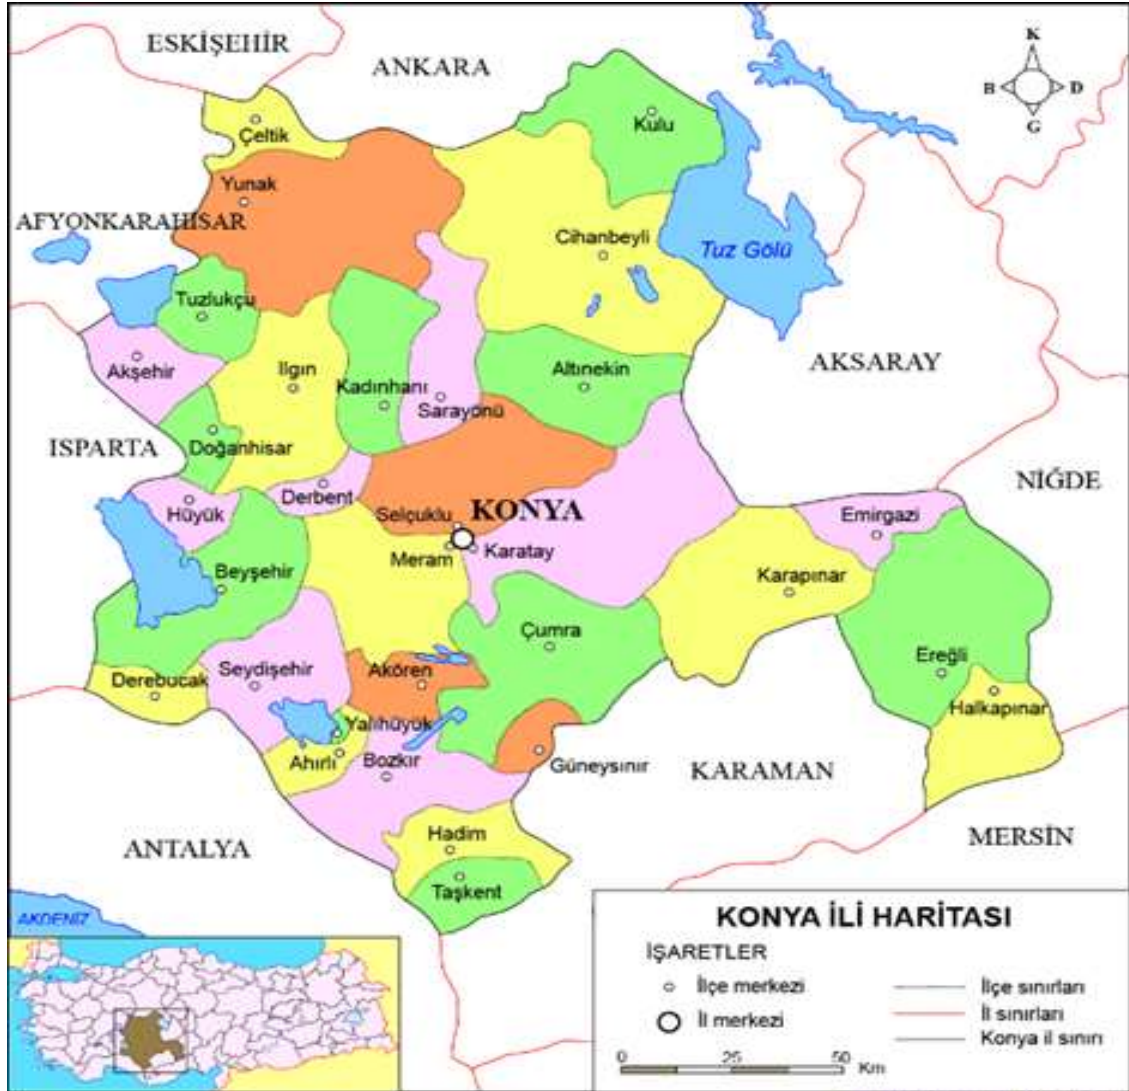 ESKİŞEHİR
ANKARA
K
B D
G
Çeltik
Kulu
Yunak
AFYONKARAHİSAR
Cihanbeyli
Tuz Gölü
Tuzlukçu
Akşehir
Ilgın
Kadınhanı
Altınekin
AKSARAY
Sarayönü
ISPARTA
Doğanhisar
NİĞDE
Derbent
Hüyük
Selçuklu
KONYA
Emirgazi
Meram
Karatay
Beyşehir
Karapınar
Çumra
Seydişehir
Akören
Ereğli
Derebucak
Halkapınar
Yalıhüyük
Ahırlı
Bozkır
Güneysınır
KARAMAN
Hadim
ANTALYA
MERSİN
Taşkent
AKDENİZ
KONYA İLİ HARİTASI
İŞARETLER
İlçe merkezi
İl merkezi
İlçe sınırları
İl sınırları
Konya il sınırı
0 25 50
Km